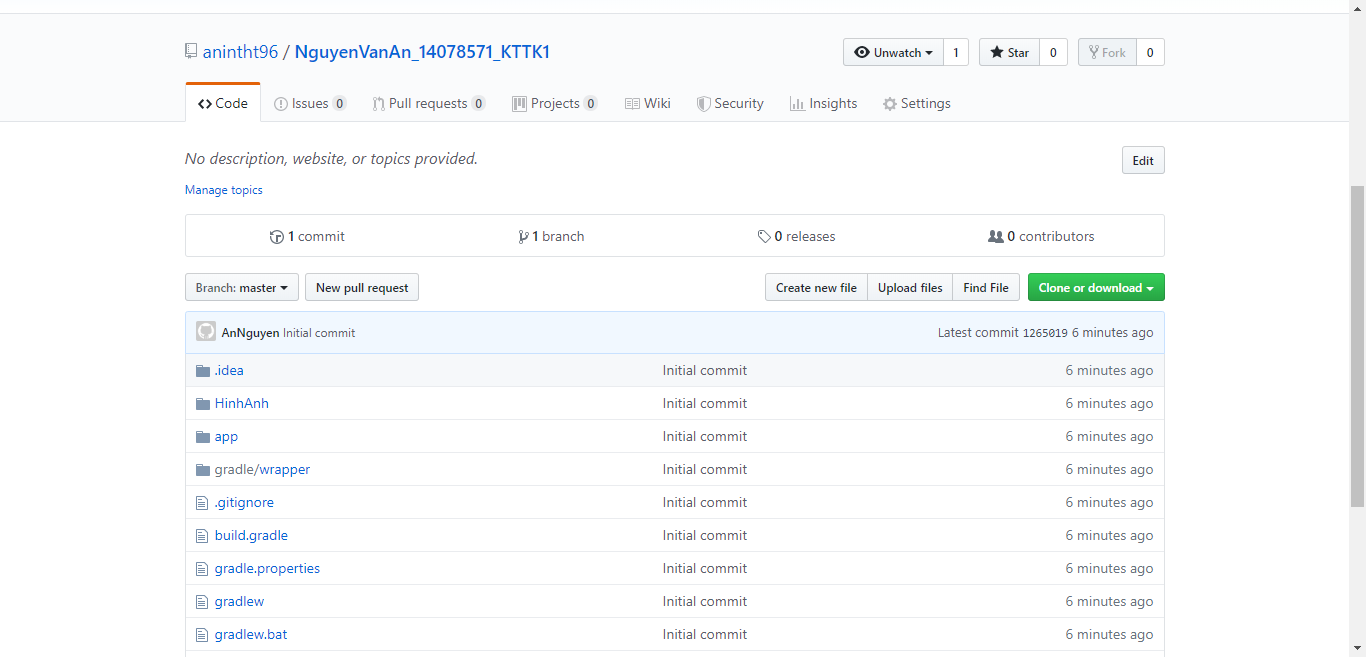 anintht96 / NguyenVanAn_14078571_KTTK1 Unwatch 1 Star 0 Fork 0
Code Issues 0 Pull requests 0 Projects 0 Wiki Security Insights Settings
No description, website, or topics provided. Edit
Manage topics
1 commit 1 branch 0 releases 0 contributors
Branch: master New pull request Create new file Upload files Find File Clone or download
AnNguyen Initial commit Latest commit 1265019 6 minutes ago
.idea Initial commit 6 minutes ago
HinhAnh Initial commit 6 minutes ago
app Initial commit 6 minutes ago
gradle/wrapper Initial commit 6 minutes ago
.gitignore Initial commit 6 minutes ago
build.gradle Initial commit 6 minutes ago
gradle.properties Initial commit 6 minutes ago
gradlew Initial commit 6 minutes ago
gradlew.bat Initial commit 6 minutes ago